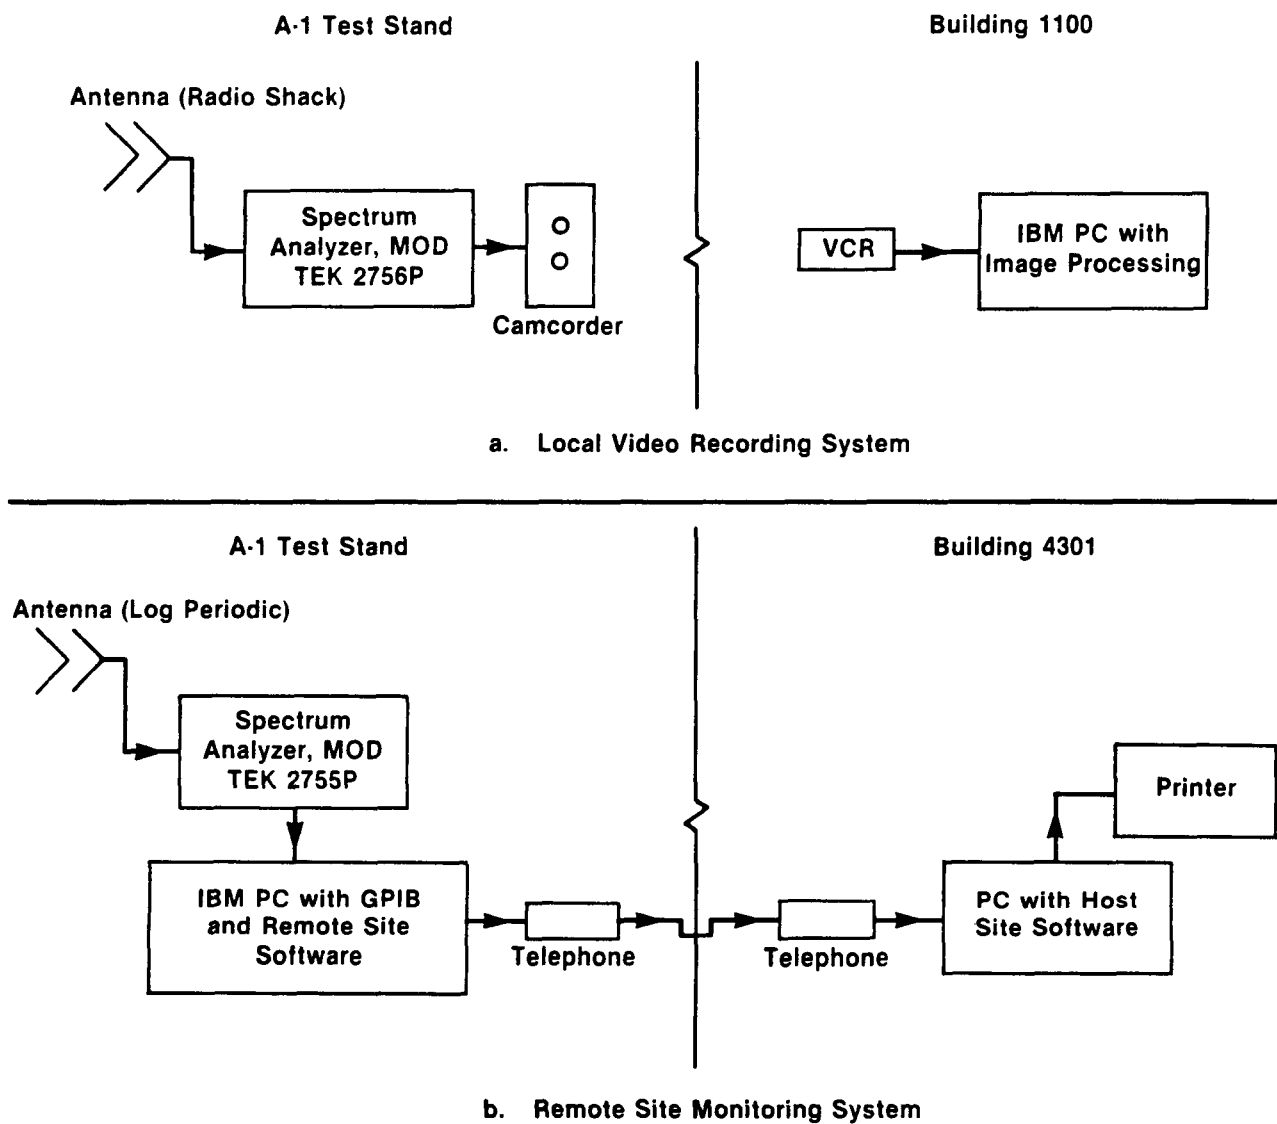 A-1 Test Stand
Building 1100
Antenna (Radio Shack)
Spectrum
Analyzer, MOD
TEK 2756P
Camcorder
VCR
IBM PC with
Image Processing
a. Local Video Recording System
A-1 Test Stand
Building 4301
Antenna (Log Periodic)
Spectrum
Analyzer, MOD
TEK 2755P
IBM PC with GPIB
and Remote Site
Software
Telephone
Telephone
PC with Host
Site Software
Printer
b. Remote Site Monitoring System